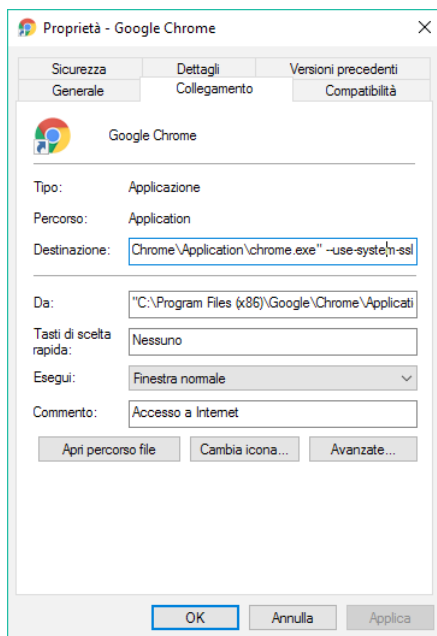 Proprietà - Google Chrome
Sicurezza Dettagli Versioni precedenti
Generale Collegamento Compatibilità
Google Chrome
Tipo: Applicazione
Percorso: Application
Destinazione: Chrome\Application\chrome.exe" --use-system-ssl
Da: "C:\Program Files (x86)\Google\Chrome\Applicati
Tasti di scelta
rapida: Nessuno
Esegui: Finestra normale
Commento: Accesso a Internet
Apri percorso file Cambia icona... Avanzate...
OK Annulla Applica